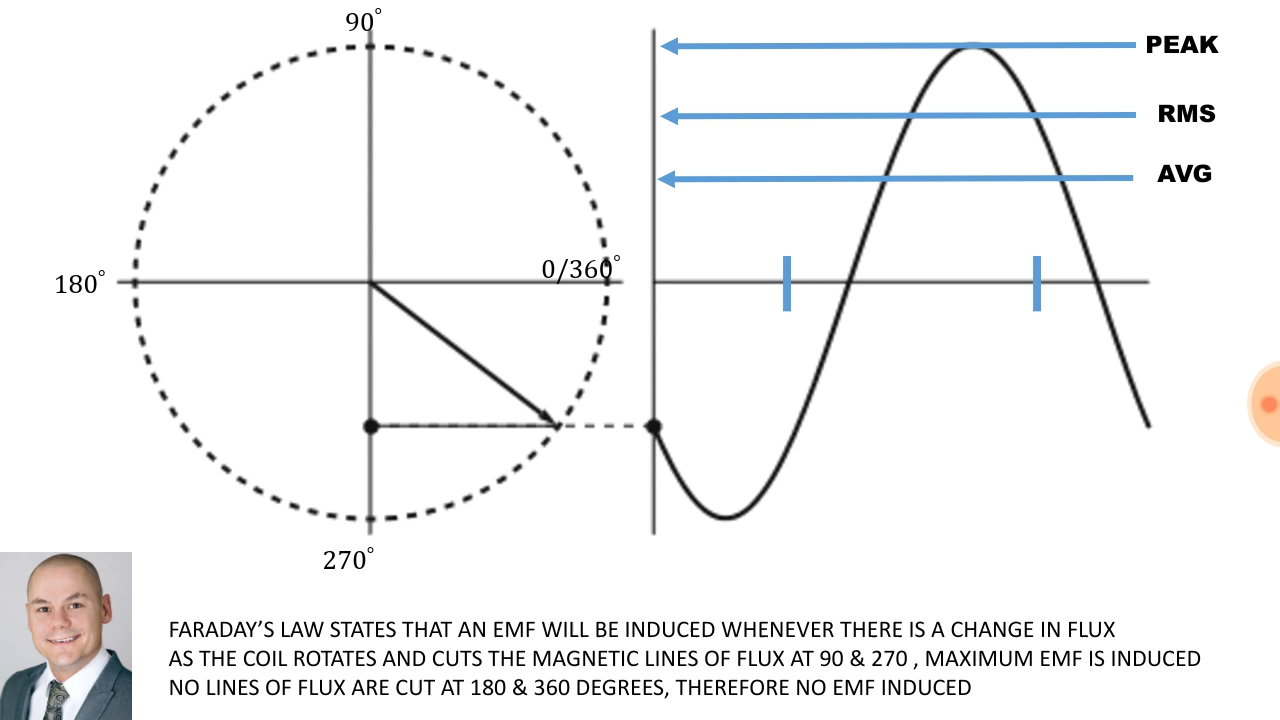 90°
PEAK
RMS
AVG
0/360°
180°
270°
FARADAY’S LAW STATES THAT AN EMF WILL BE INDUCED WHENEVER THERE IS A CHANGE IN FLUX
AS THE COIL ROTATES AND CUTS THE MAGNETIC LINES OF FLUX AT 90 & 270 , MAXIMUM EMF IS INDUCED
NO LINES OF FLUX ARE CUT AT 180 & 360 DEGREES, THEREFORE NO EMF INDUCED